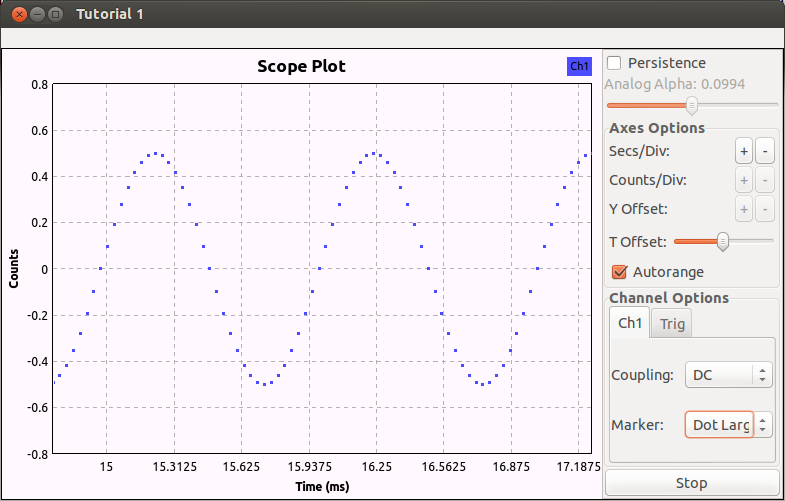 Tutorial 1
Scope Plot
Ch1
0.8
0.6
0.4
0.2
0
-0.2
-0.4
-0.6
-0.8
Counts
15
15.3125
15.625
15.9375
16.25
16.5625
16.875
17.1875
Time (ms)
Persistence
Analog Alpha: 0.0994
Axes Options
Secs/Div:
+ -
Counts/Div:
+ -
Y Offset:
+ -
T Offset:
Autorange
Channel Options
Ch1 Trig
Coupling: DC
Marker: Dot Larg
Stop